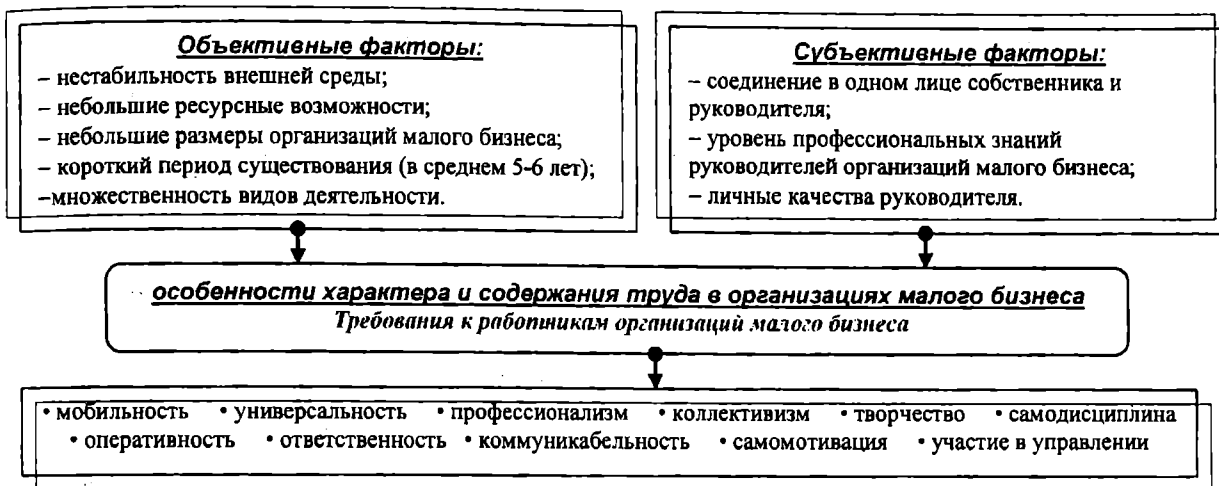 Объективные факторы:
– нестабильность внешней среды;
– небольшие ресурсные возможности;
– небольшие размеры организаций малого бизнеса;
– короткий период существования (в среднем 5-6 лет);
–множественность видов деятельности.
Субъективные факторы:
– соединение в одном лице собственника и
руководителя;
– уровень профессиональных знаний
руководителей организаций малого бизнеса;
– личные качества руководителя.
особенности характера и содержания труда в организациях малого бизнеса
Требования к работникам организаций малого бизнеса
• мобильность • универсальность • профессионализм • коллективизм • творчество • самодисциплина
• оперативность • ответственность • коммуникабельность • самомотивация • участие в управлении